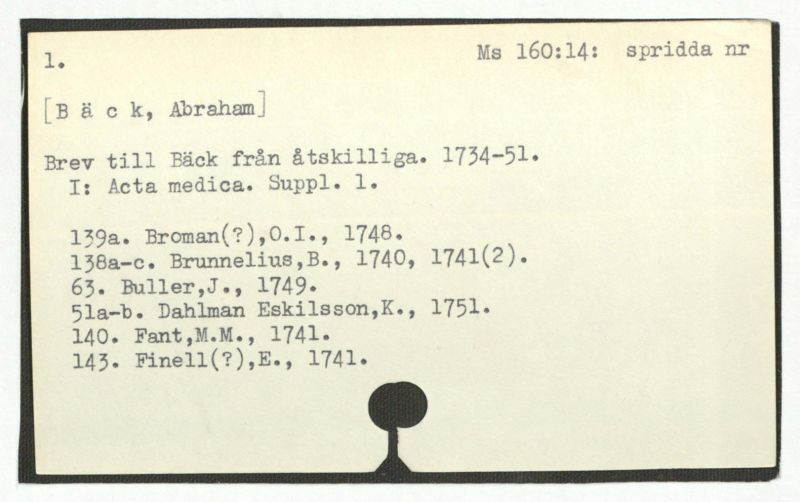 1. Ms 160:14: spridda nr
[B ä c k, Abraham]
Brev till Bäck från åtskilliga. 1734-51.
I: Acta medica. Suppl. 1.
139a. Broman(?),O.I., 1748.
138a-c. Brunnelius,B., 1740, 1741(2).
63. Buller,J., 1749.
51a-b. Dahlman Eskilsson,K., 1751.
140. Fant,M.M., 1741.
143. Finell(?),E., 1741.